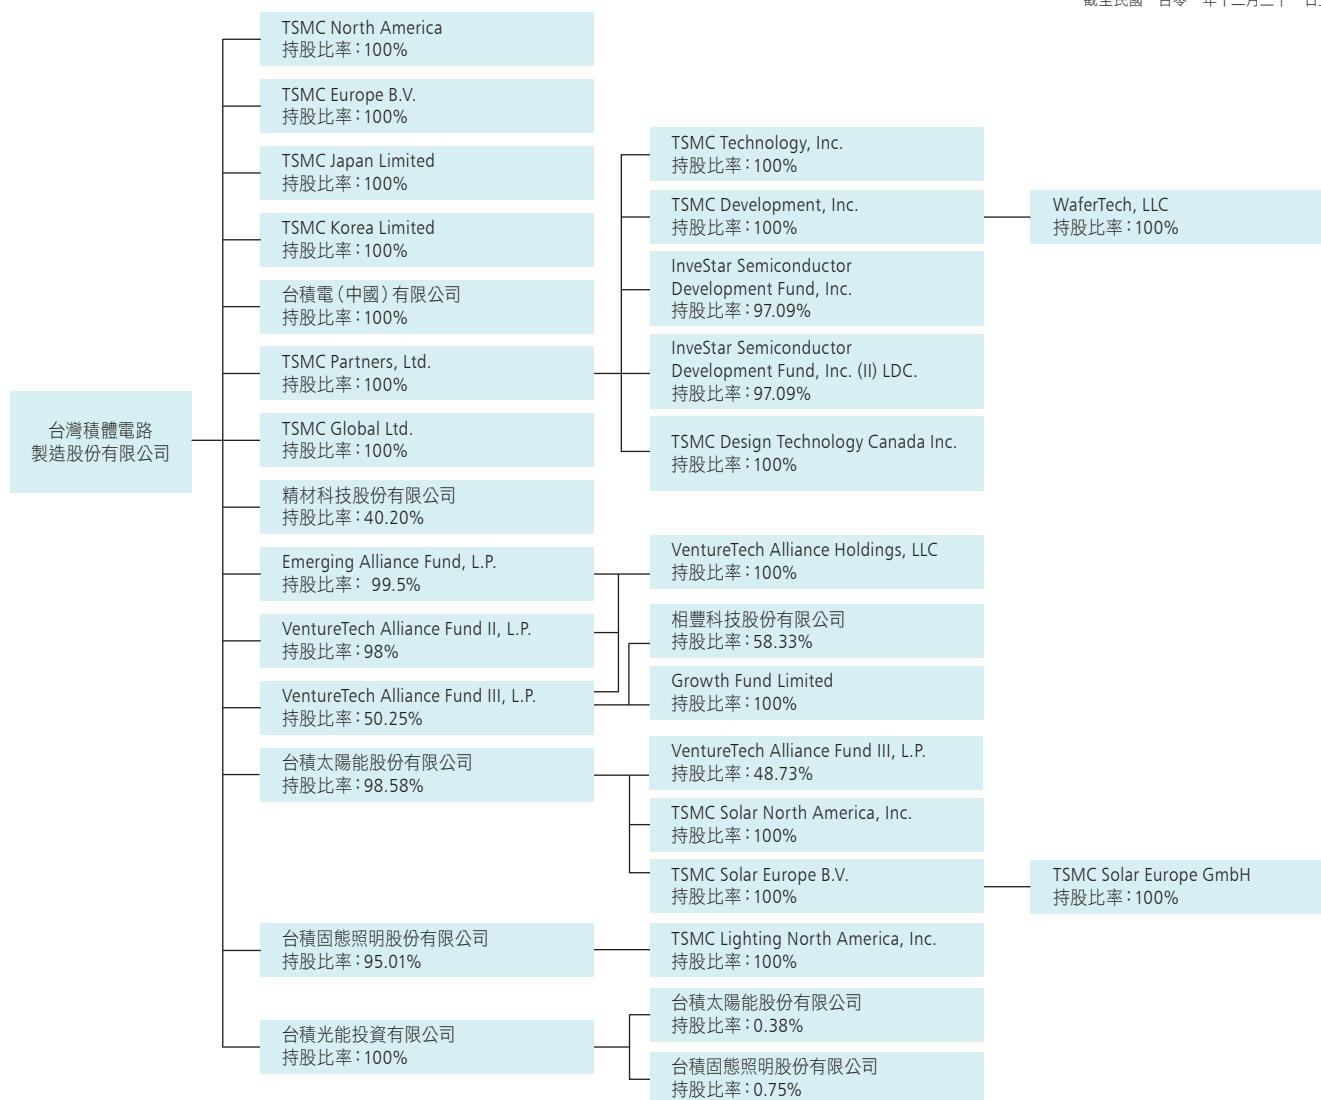 台灣積體電路
製造股份有限公司
TSMC North America
持股比率：100%
TSMC Europe B.V.
持股比率：100%
TSMC Japan Limited
持股比率：100%
TSMC Korea Limited
持股比率：100%
台積電（中國）有限公司
持股比率：100%
TSMC Partners, Ltd.
持股比率：100%
TSMC Global Ltd.
持股比率：100%
精材科技股份有限公司
持股比率：40.20%
Emerging Alliance Fund, L.P.
持股比率： 99.5%
VentureTech Alliance Fund II, L.P.
持股比率：98%
VentureTech Alliance Fund III, L.P.
持股比率：50.25%
台積太陽能股份有限公司
持股比率：98.58%
台積固態照明股份有限公司
持股比率：95.01%
台積光能投資有限公司
持股比率：100%
TSMC Technology, Inc.
持股比率：100%
TSMC Development, Inc.
持股比率：100%
InveStar Semiconductor
Development Fund, Inc.
持股比率：97.09%
InveStar Semiconductor
Development Fund, Inc. (II) LDC.
持股比率：97.09%
TSMC Design Technology Canada Inc.
持股比率：100%
VentureTech Alliance Holdings, LLC
持股比率：100%
相豐科技股份有限公司
持股比率：58.33%
Growth Fund Limited
持股比率：100%
VentureTech Alliance Fund III, L.P.
持股比率：48.73%
TSMC Solar North America, Inc.
持股比率：100%
TSMC Solar Europe B.V.
持股比率：100%
TSMC Lighting North America, Inc.
持股比率：100%
台積太陽能股份有限公司
持股比率：0.38%
台積固態照明股份有限公司
持股比率：0.75%
WaferTech, LLC
持股比率：100%
TSMC Solar Europe GmbH
持股比率：100%